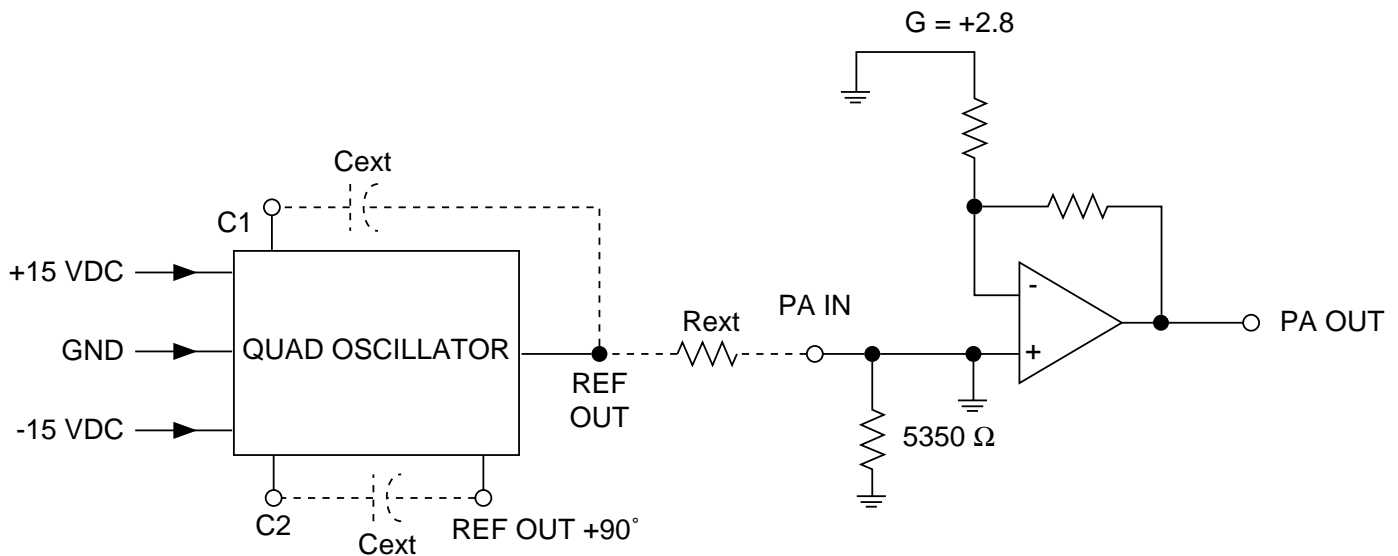 G = +2.8
Cext
C1
+15 VDC
GND
-15 VDC
QUAD OSCILLATOR
REF
OUT
Rext
PA IN
-
+
PA OUT
5350 Ω
C2
Cext
REF OUT +90°